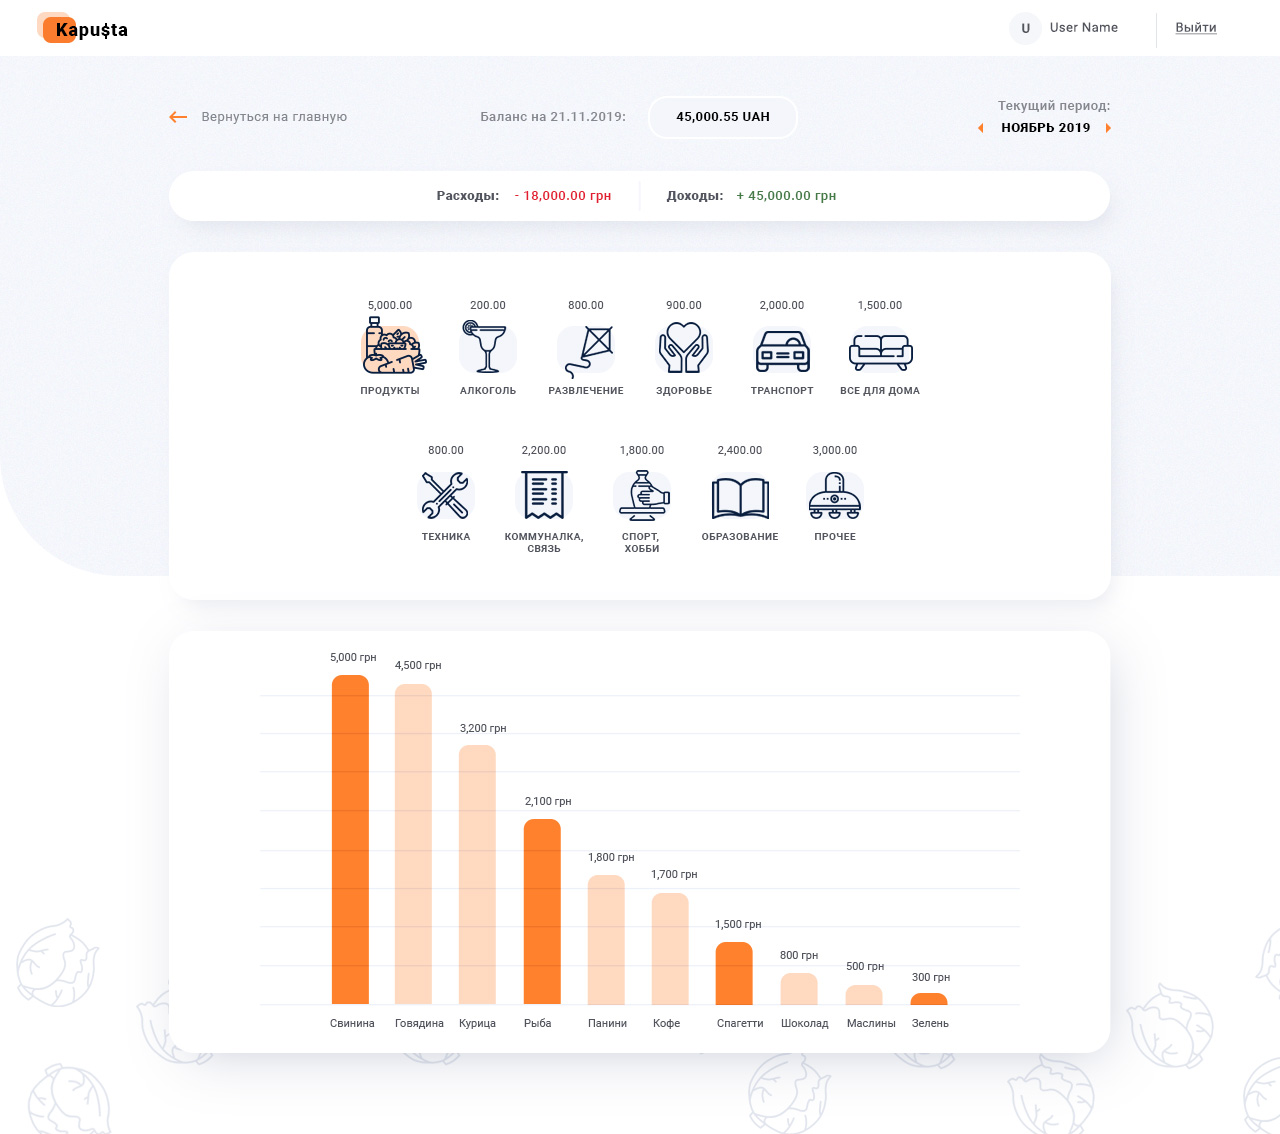 Kapu$ta
U User Name Выйти
Вернуться на главную
Баланс на 21.11.2019: 45,000.55 UAH
Текущий период:
НОЯБРЬ 2019
Расходы: - 18,000.00 грн Доходы: + 45,000.00 грн
5,000.00 200.00 800.00 900.00 2,000.00 1,500.00
ПРОДУКТЫ АЛКОГОЛЬ РАЗВЛЕЧЕНИЕ ЗДОРОВЬЕ ТРАНСПОРТ ВСЕ ДЛЯ ДОМА
800.00 2,200.00 1,800.00 2,400.00 3,000.00
ТЕХНИКА КОММУНАЛКА, СПОРТ, ОБРАЗОВАНИЕ ПРОЧЕЕ
СВЯЗЬ ХОББИ
5,000 грн
4,500 грн
3,200 грн
2,100 грн
1,800 грн
1,700 грн
1,500 грн
800 грн
500 грн
300 грн
Свинина Говядина Курица Рыба Панини Кофе Спагетти Шоколад Маслины Зелень